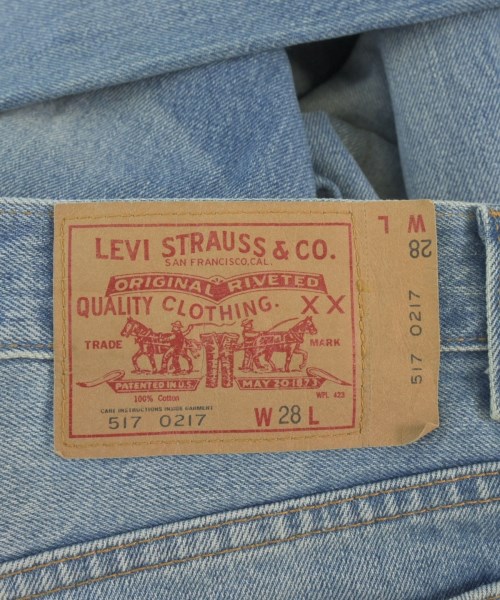 LEVI STRAUSS & CO.
SAN FRANCISCO, CAL.
ORIGINAL RIVETED
QUALITY CLOTHING. XX
TRADE MARK
PATENTED IN U.S. MAY 20 1873
100% Cotton WPL 423
CARE INSTRUCTIONS INSIDE GARMENT
517 0217 W 28 L
W L
28
517 0217